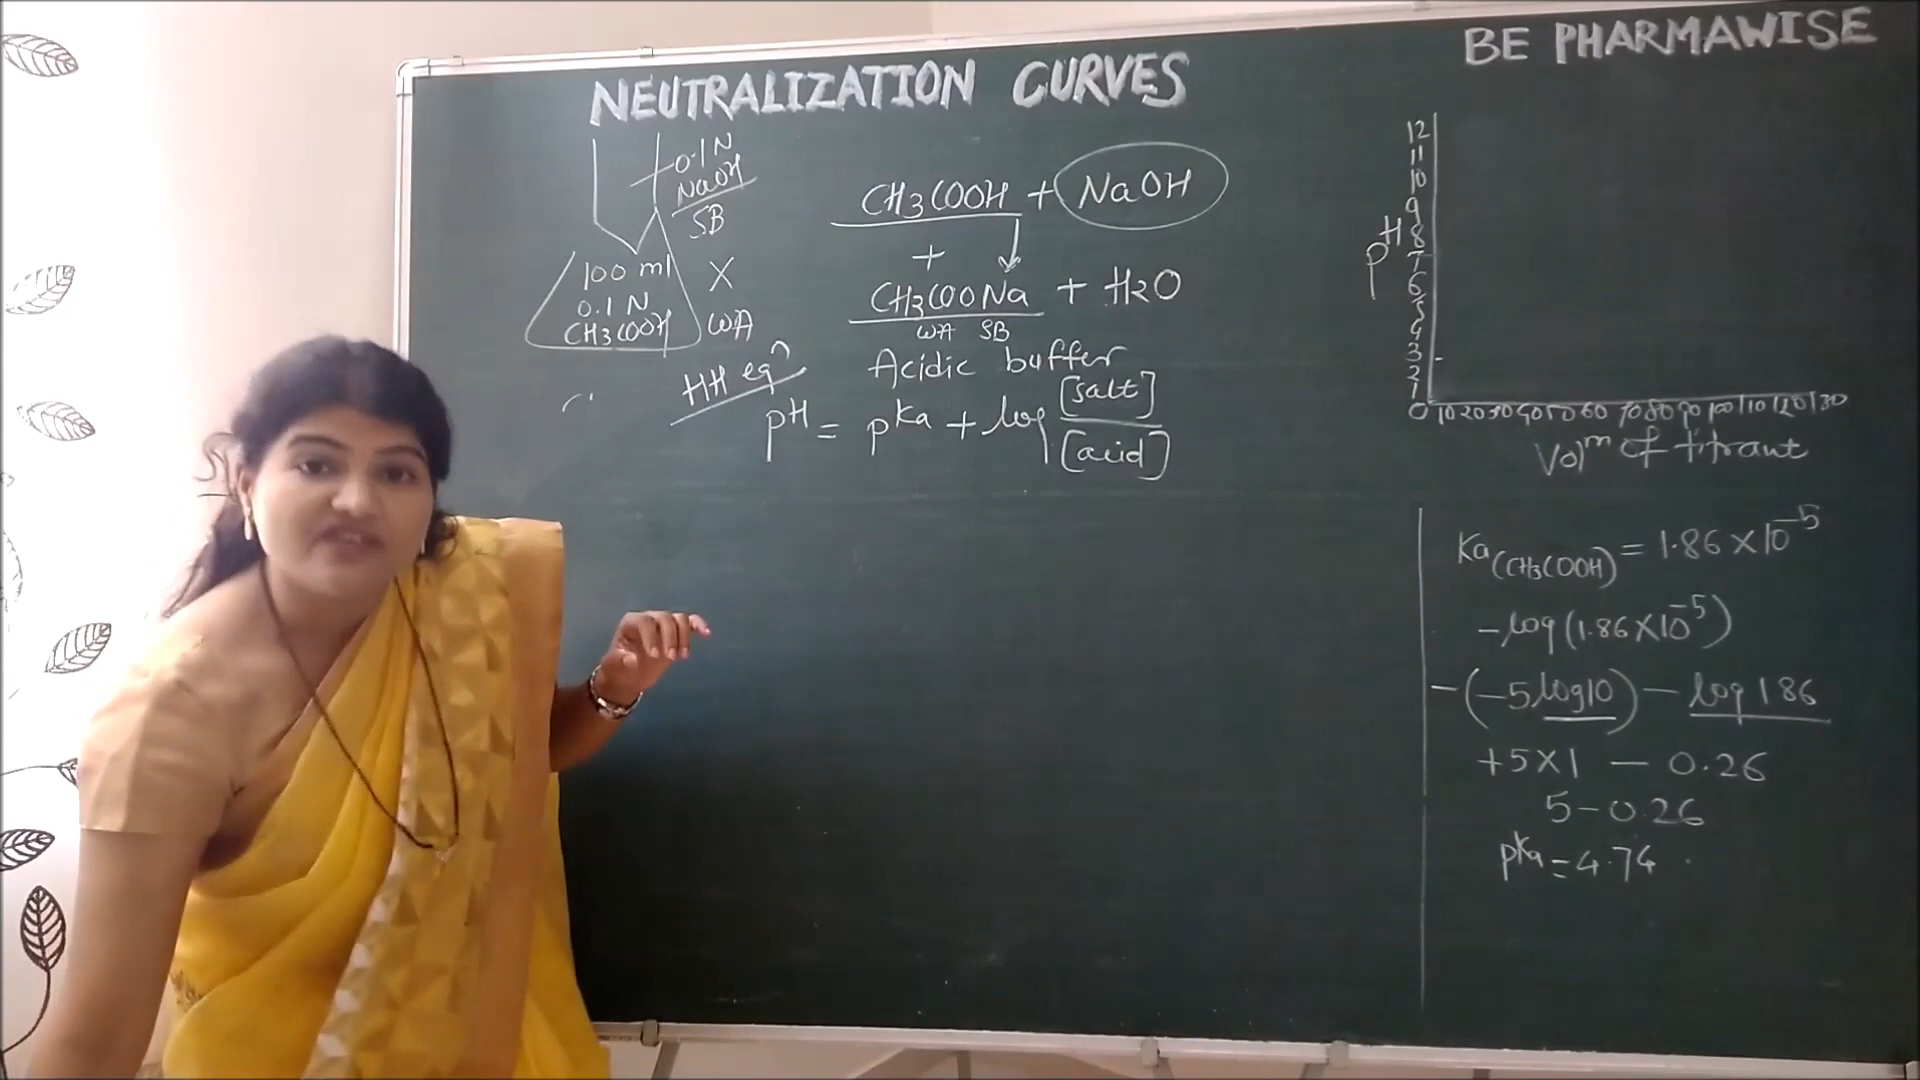 NEUTRALIZATION CURVES
BE PHARMAWISE
0.1 N
NaOH
SB
100 ml X
0.1 N
CH3COOH WA
CH3COOH + NaOH
+
CH3COONa + H2O
WA SB
Acidic buffer
HH eqn
pH = pKa + log [salt]
[acid]
12
11
10
9
8
7
6
5
4
3
2
1
pH
0 10 20 30 40 50 60 70 80 90 100 110 120 130
Volm of titrant
Ka(CH3COOH) = 1.86 × 10-5
-log(1.86×10-5)
-(-5 log10) - log 186
+5×1 - 0.26
5 - 0.26
pKa = 4.74